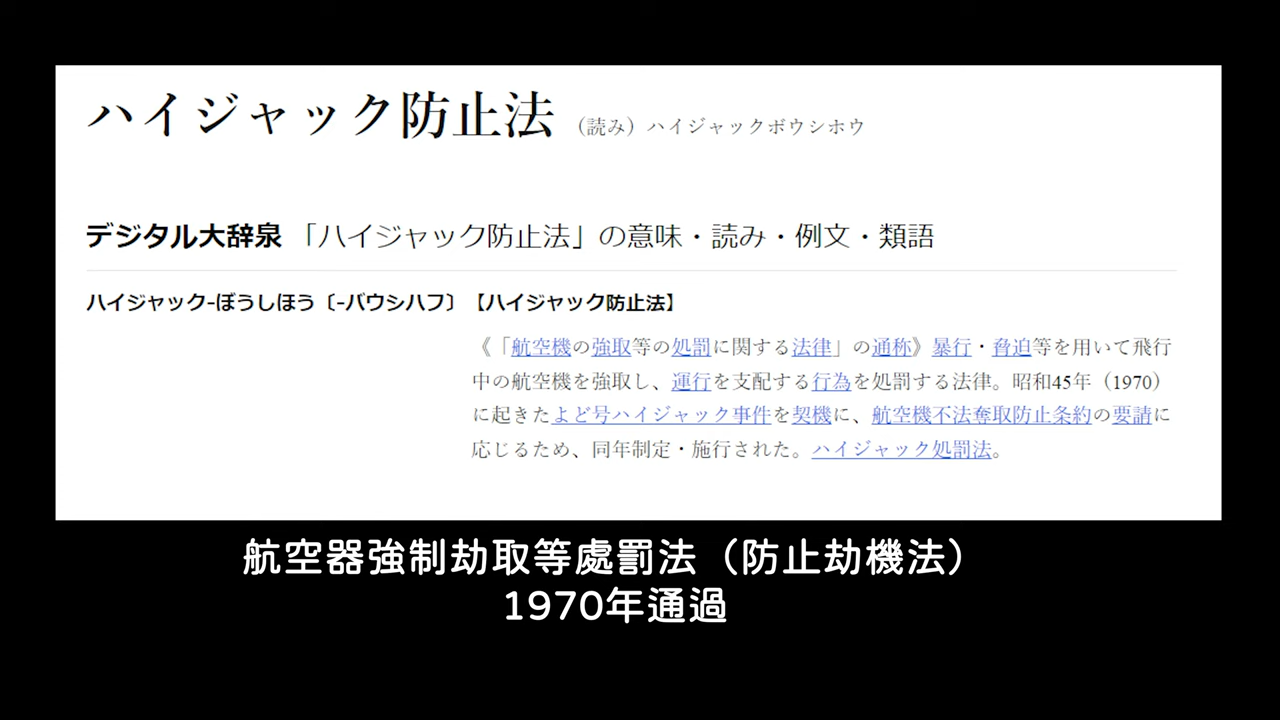 ハイジャック防止法 （読み）ハイジャックボウシホウ
デジタル大辞泉 「ハイジャック防止法」の意味・読み・例文・類語
ハイジャック-ぼうしほう〔-バウシハフ〕【ハイジャック防止法】
《「航空機の強取等の処罰に関する法律」の通称》暴行・脅迫等を用いて飛行
中の航空機を強取し、運行を支配する行為を処罰する法律。昭和45年（1970）
に起きたよど号ハイジャック事件を契機に、航空機不法奪取防止条約の要請に
応じるため、同年制定・施行された。ハイジャック処罰法。
航空器強制劫取等處罰法（防止劫機法）
1970年通過